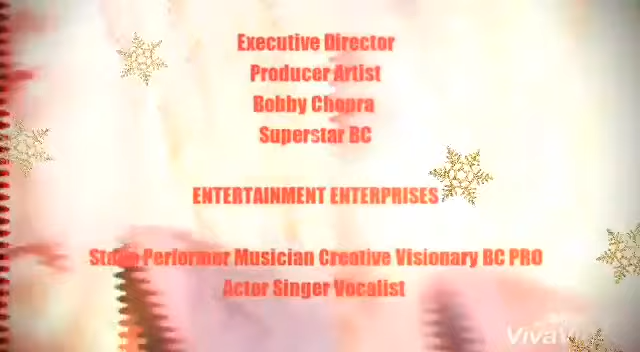 Executive Director
Producer Artist
Bobby Chopra
Superstar BC
ENTERTAINMENT ENTERPRISES
Stage Performer Musician Creative Visionary BC PRO
Actor Singer Vocalist